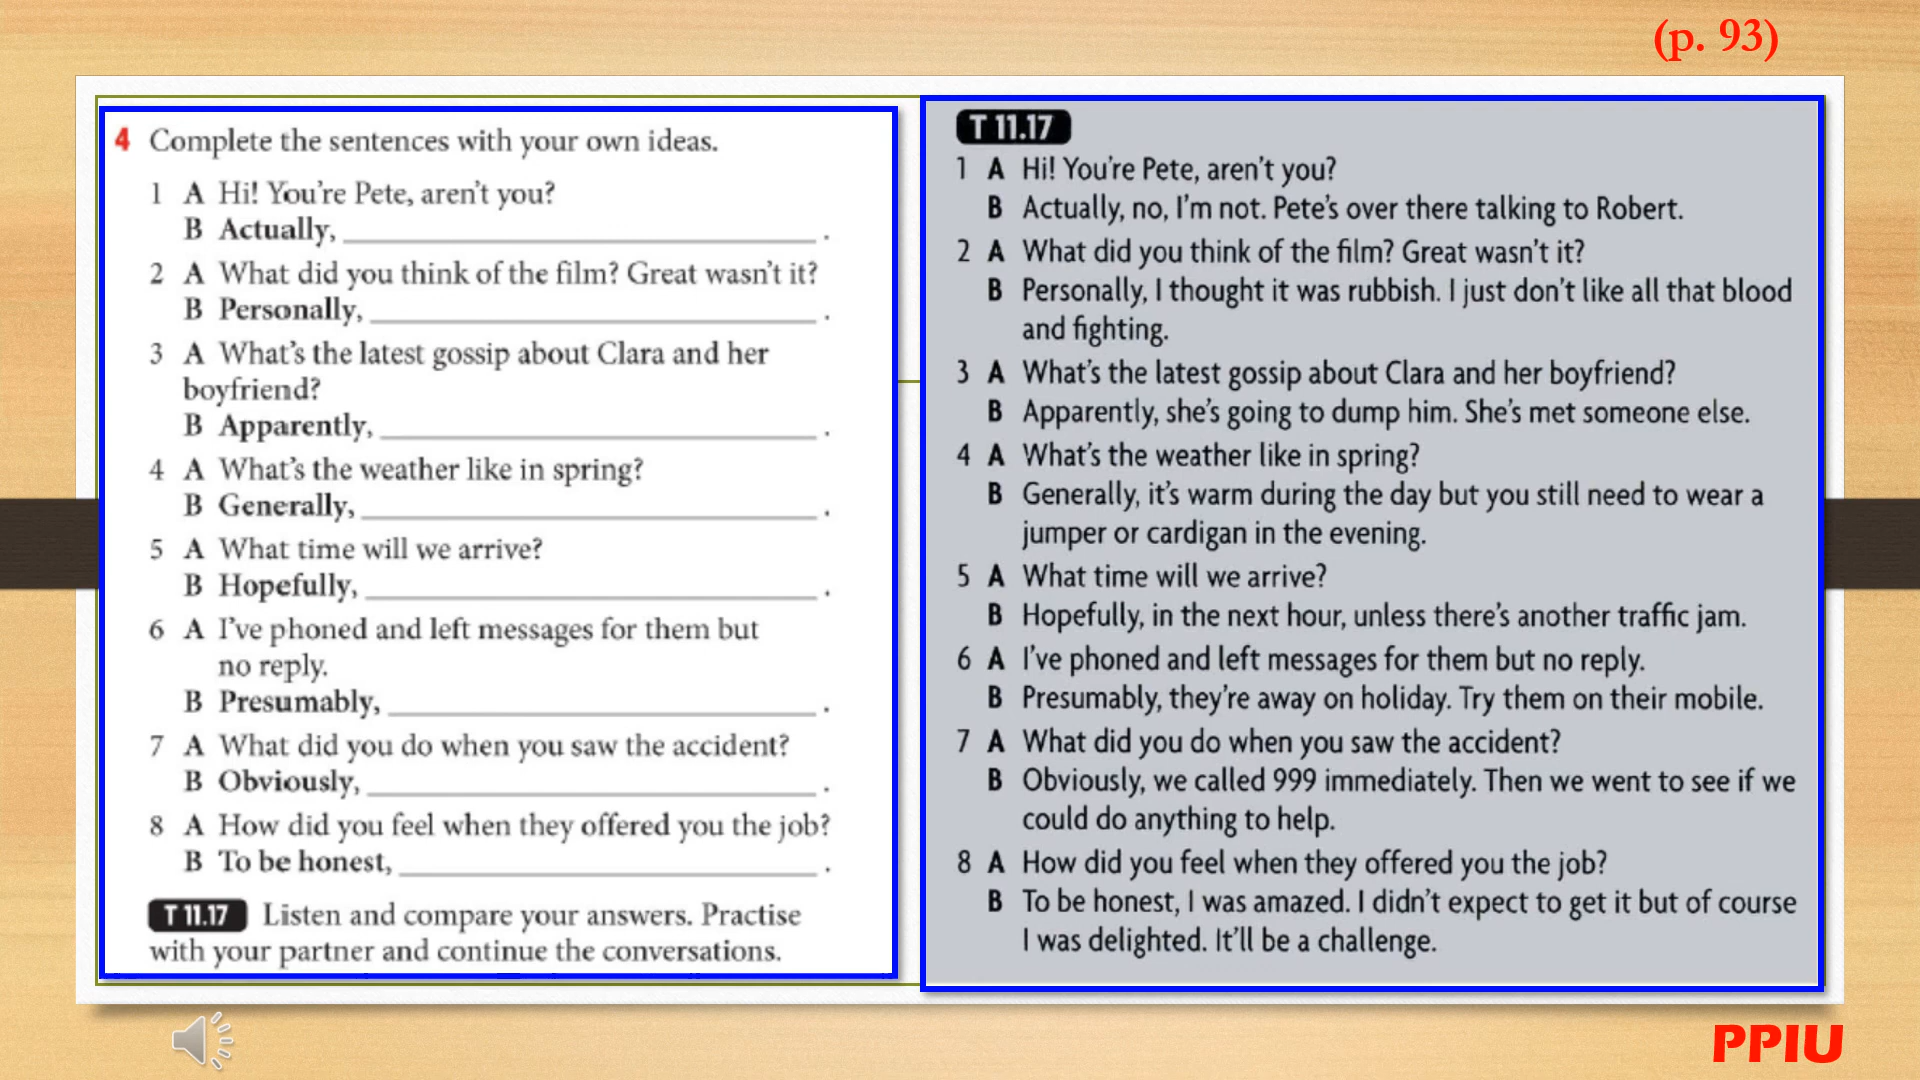 (p. 93)
4 Complete the sentences with your own ideas.
1 A Hi! You're Pete, aren't you?
B Actually, ______ .
2 A What did you think of the film? Great wasn't it?
B Personally, ______ .
3 A What's the latest gossip about Clara and her
boyfriend?
B Apparently, ______ .
4 A What's the weather like in spring?
B Generally, ______ .
5 A What time will we arrive?
B Hopefully, ______ .
6 A I've phoned and left messages for them but
no reply.
B Presumably, ______ .
7 A What did you do when you saw the accident?
B Obviously, ______ .
8 A How did you feel when they offered you the job?
B To be honest, ______ .
T 11.17 Listen and compare your answers. Practise
with your partner and continue the conversations.
T 11.17
1 A Hi! You're Pete, aren't you?
B Actually, no, I'm not. Pete's over there talking to Robert.
2 A What did you think of the film? Great wasn't it?
B Personally, I thought it was rubbish. I just don't like all that blood
and fighting.
3 A What's the latest gossip about Clara and her boyfriend?
B Apparently, she's going to dump him. She's met someone else.
4 A What's the weather like in spring?
B Generally, it's warm during the day but you still need to wear a
jumper or cardigan in the evening.
5 A What time will we arrive?
B Hopefully, in the next hour, unless there's another traffic jam.
6 A I've phoned and left messages for them but no reply.
B Presumably, they're away on holiday. Try them on their mobile.
7 A What did you do when you saw the accident?
B Obviously, we called 999 immediately. Then we went to see if we
could do anything to help.
8 A How did you feel when they offered you the job?
B To be honest, I was amazed. I didn't expect to get it but of course
I was delighted. It'll be a challenge.
PPIU